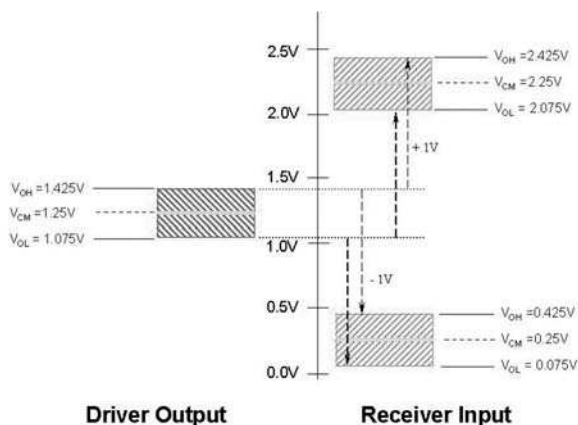 2.5V
2.0V
1.5V
1.0V
0.5V
0.0V
V_OH =2.425V
V_CM =2.25V
V_OL = 2.075V
+ 1V
V_OH =1.425V
V_CM =1.25V
V_OL = 1.075V
- 1V
V_OH =0.425V
V_CM =0.25V
V_OL = 0.075V
Driver Output
Receiver Input